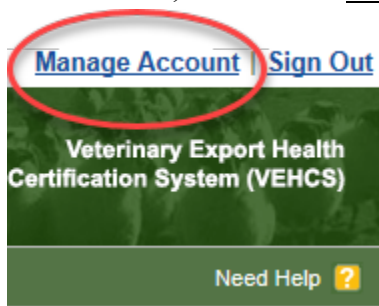 Manage Account | Sign Out
Veterinary Export Health
Certification System (VEHCS)
Need Help ?